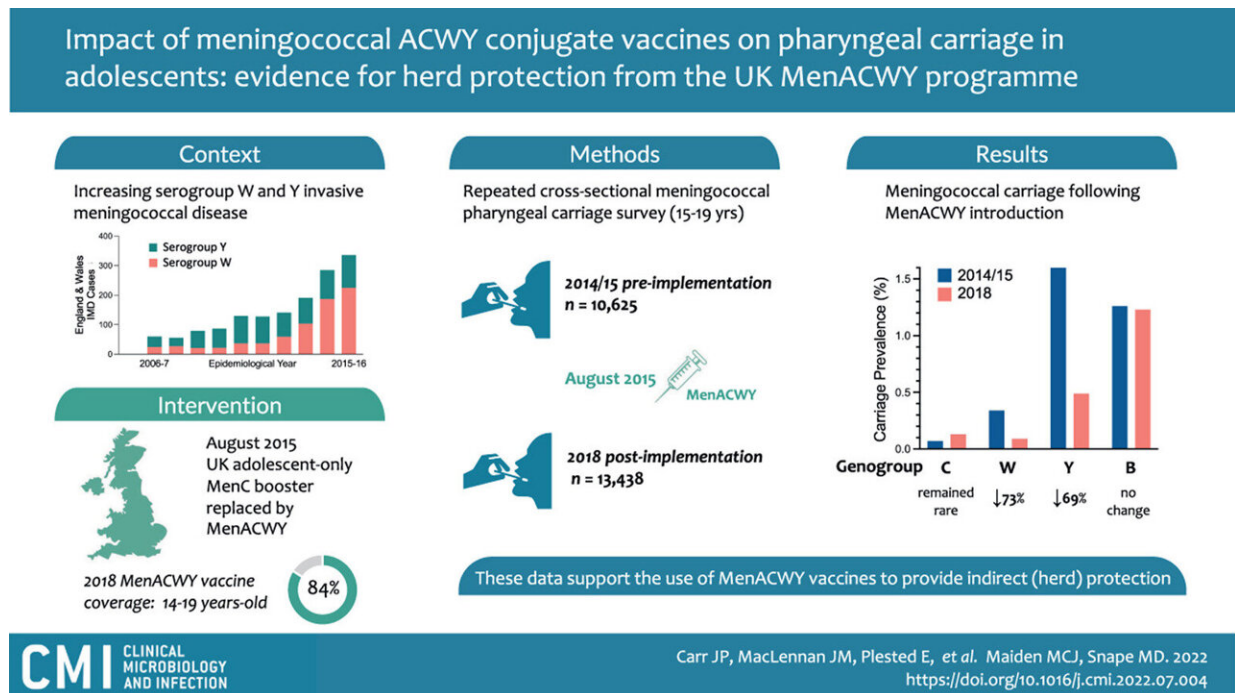 Impact of meningococcal ACWY conjugate vaccines on pharyngeal carriage in
adolescents: evidence for herd protection from the UK MenACWY programme
Context
Increasing serogroup W and Y invasive
meningococcal disease
England & Wales
IMD Cases
400
300
200
100
0
Serogroup Y
Serogroup W
2006-7
Epidemiological Year
2015-16
Intervention
August 2015
UK adolescent-only
MenC booster
replaced by
MenACWY
2018 MenACWY vaccine
coverage: 14-19 years-old
84%
Methods
Repeated cross-sectional meningococcal
pharyngeal carriage survey (15-19 yrs)
2014/15 pre-implementation
n = 10,625
August 2015
MenACWY
2018 post-implementation
n = 13,438
Results
Meningococcal carriage following
MenACWY introduction
Carriage Prevalence (%)
1.5
1.0
0.5
0.0
2014/15
2018
Genogroup C W Y B
remained
rare
↓73%
↓69%
no
change
These data support the use of MenACWY vaccines to provide indirect (herd) protection
CMI
CLINICAL
MICROBIOLOGY
AND INFECTION
Carr JP, MacLennan JM, Plested E, et al. Maiden MCJ, Snape MD. 2022
https://doi.org/10.1016/j.cmi.2022.07.004